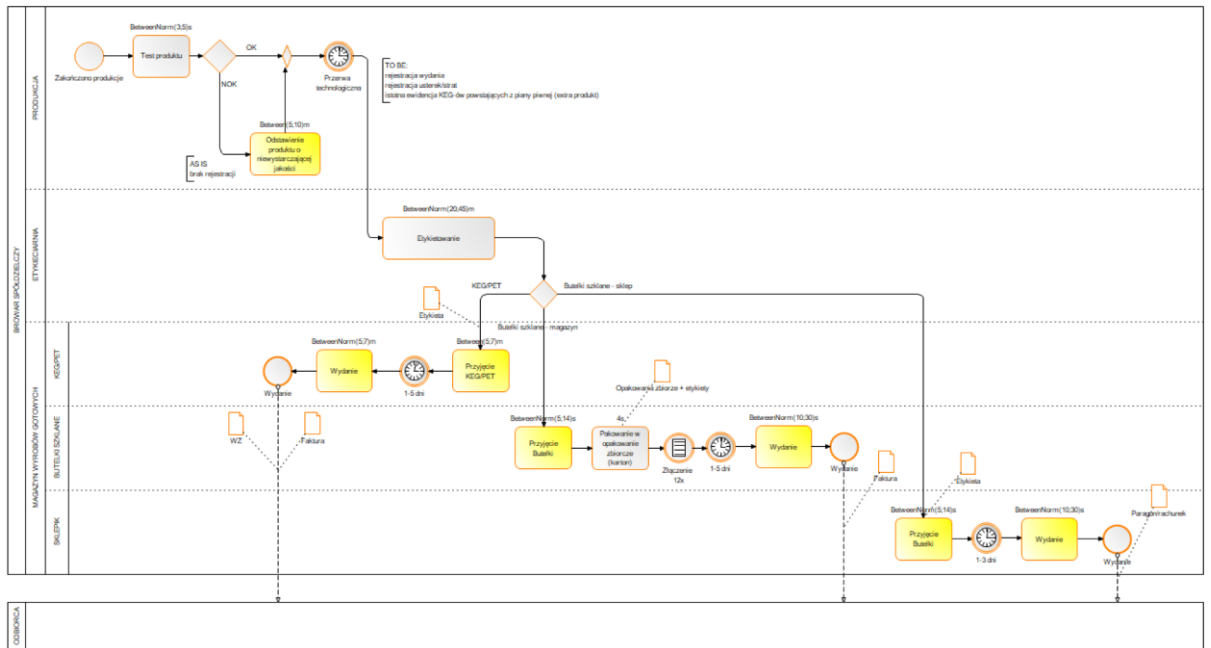 BROWAR SPÓŁDZIELCZY
PRODUKCJA
Zakończono produkcje
BetweenNorm(3;5)s
Test produktu
OK
NOK
Przerwa
technologiczna
TO BE:
rejestracja wydania
rejestracja usterek/strat
istotna ewidencja KEG-ów powstających z piany piwnej (extra produkt)
Between(5;10)m
Odstawienie
produktu o
niewystarczającej
jakości
AS IS
brak rejestracji
ETYKIECIARNIA
BetweenNorm(20;45)m
Etykietowanie
KEG/PET
Butelki szklane - sklep
Etykieta
Butelki szklane - magazyn
MAGAZYN WYROBÓW GOTOWYCH
KEG/PET
Wydanie
BetweenNorm(5;7)m
Wydanie
1-5 dni
Between(5;7)m
Przyjęcie
KEG/PET
Opakowania zbiorze + etykiety
WZ
Faktura
BUTELKI SZKLANE
BetweenNorm(5;14)s
Przyjęcie
Butelki
4s,
Pakowanie w
opakowanie
zbiorcze
(karton)
Złączenie
12x
1-5 dni
BetweenNorm(10;30)s
Wydanie
Wydanie
Faktura
Etykieta
Paragon/rachunek
SKLEPIK
BetweenNorm(5;14)s
Przyjęcie
Butelki
1-3 dni
BetweenNorm(10;30)s
Wydanie
Wydanie
ODBIORCA